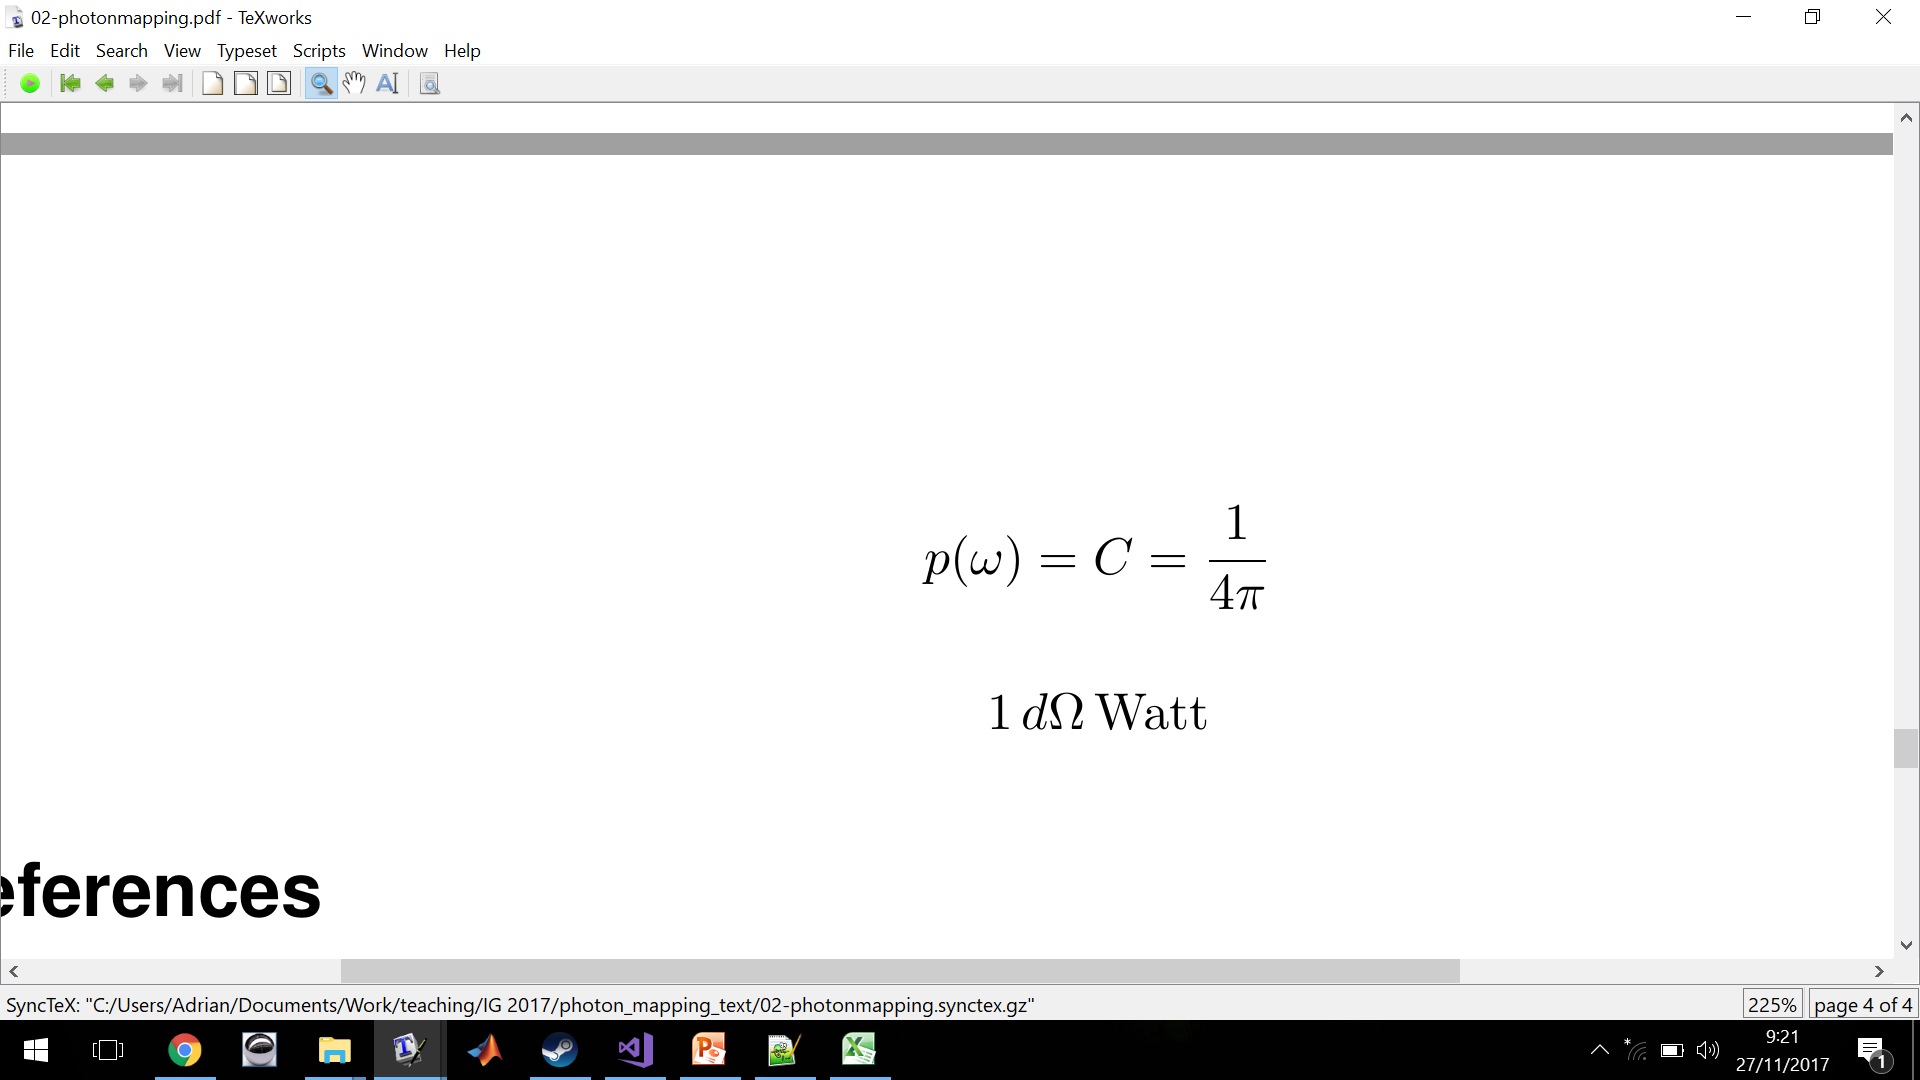 02-photonmapping.pdf - TeXworks
File Edit Search View Typeset Scripts Window Help
p(ω) = C = 1/4π
1 dΩ Watt
eferences
SyncTeX: "C:/Users/Adrian/Documents/Work/teaching/IG 2017/photon_mapping_text/02-photonmapping.synctex.gz"
225%
page 4 of 4
9:21
27/11/2017
1